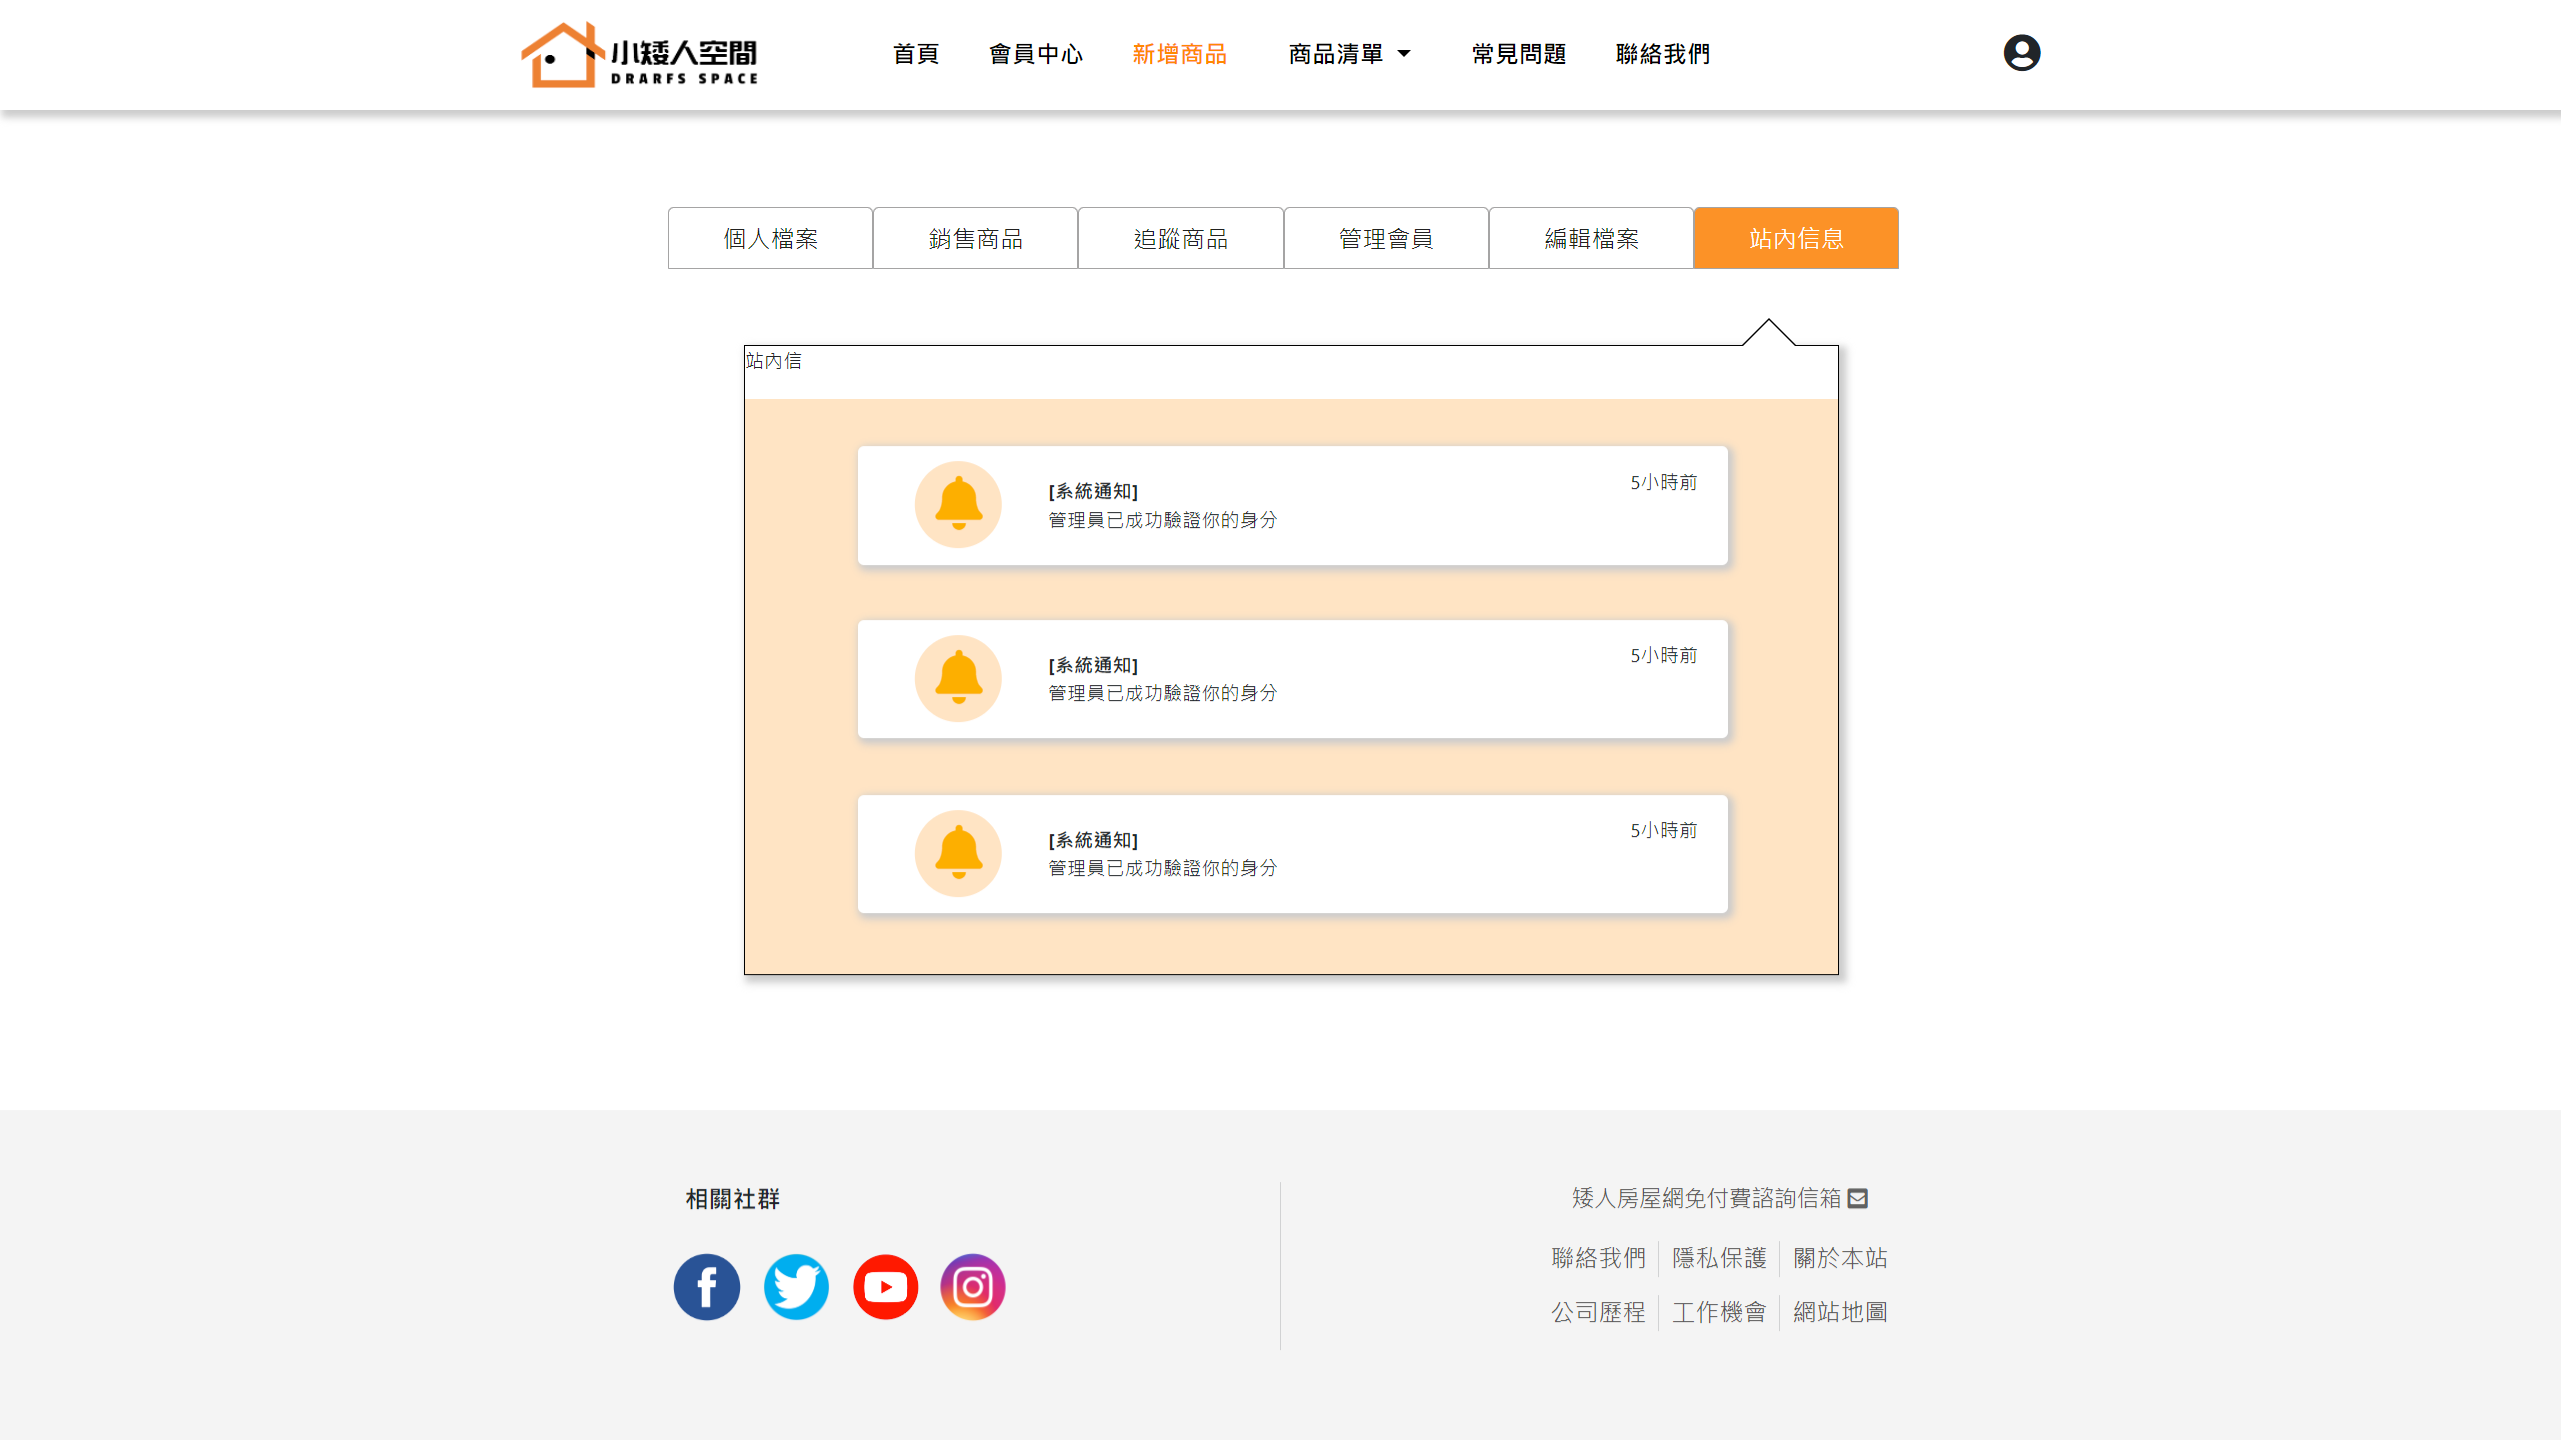 小矮人空間
DRARFS SPACE
首頁
會員中心
新增商品
商品清單
常見問題
聯絡我們
個人檔案
銷售商品
追蹤商品
管理會員
編輯檔案
站內信息
站內信
[系統通知]
管理員已成功驗證你的身分
5小時前
[系統通知]
管理員已成功驗證你的身分
5小時前
[系統通知]
管理員已成功驗證你的身分
5小時前
相關社群
矮人房屋網免付費諮詢信箱
聯絡我們
隱私保護
關於本站
公司歷程
工作機會
網站地圖